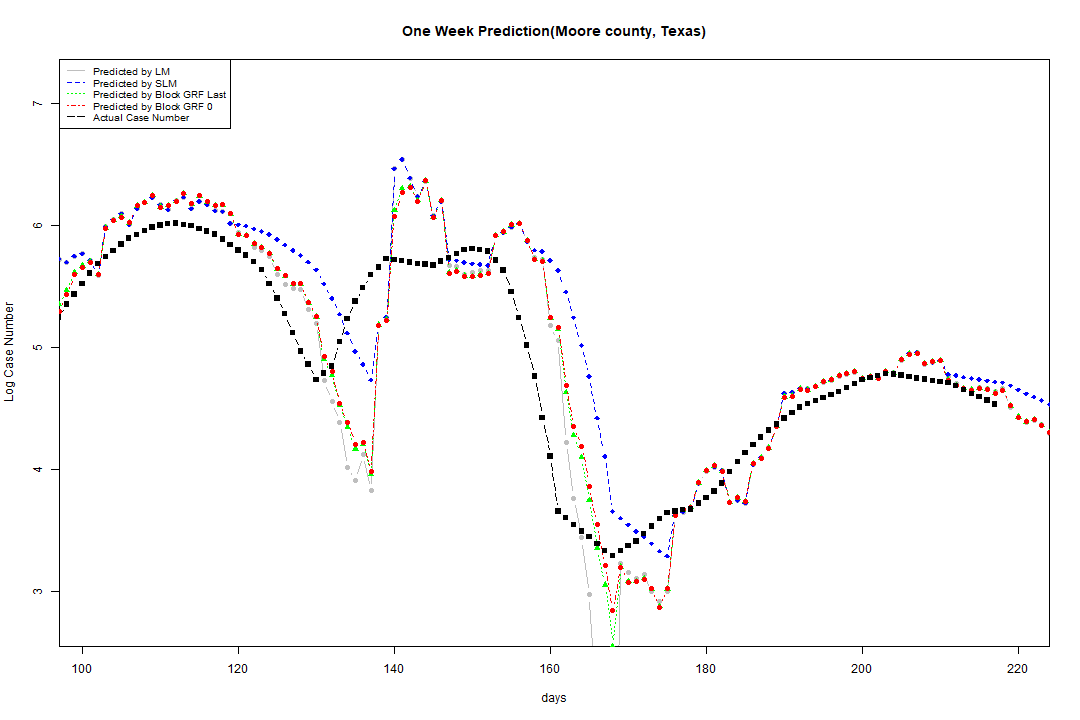 One Week Prediction(Moore county, Texas)
Predicted by LM
Predicted by SLM
Predicted by Block GRF Last
Predicted by Block GRF 0
Actual Case Number
7
6
5
4
3
Log Case Number
100 120 140 160 180 200 220
days